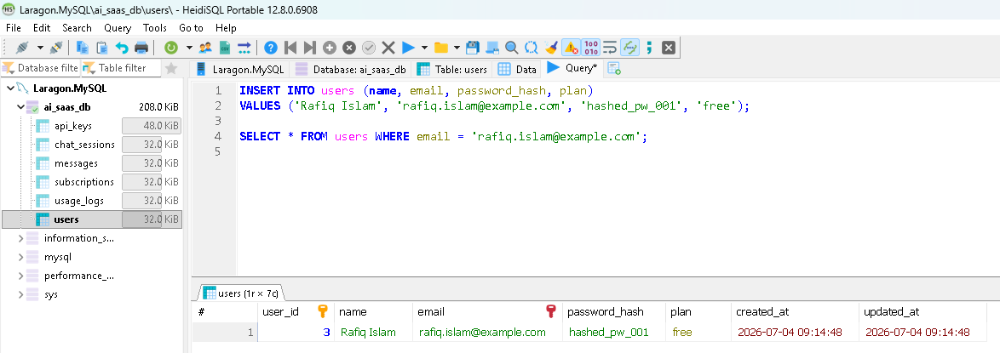 Laragon.MySQL\ai_saas_db\users\ - HeidiSQL Portable 12.8.0.6908
File Edit Search Query Tools Go to Help
Database filte Table filter Laragon.MySQL Database: ai_saas_db Table: users Data Query*
Laragon.MySQL
ai_saas_db 208.0 KiB
api_keys 48.0 KiB
chat_sessions 32.0 KiB
messages 32.0 KiB
subscriptions 32.0 KiB
usage_logs 32.0 KiB
users 32.0 KiB
information_s...
mysql
performance_...
sys
1 INSERT INTO users (name, email, password_hash, plan)
2 VALUES ('Rafiq Islam', 'rafiq.islam@example.com', 'hashed_pw_001', 'free');
3
4 SELECT * FROM users WHERE email = 'rafiq.islam@example.com';
5
users (1r × 7c)
# user_id name email password_hash plan created_at updated_at
1 3 Rafiq Islam rafiq.islam@example.com hashed_pw_001 free 2026-07-04 09:14:48 2026-07-04 09:14:48